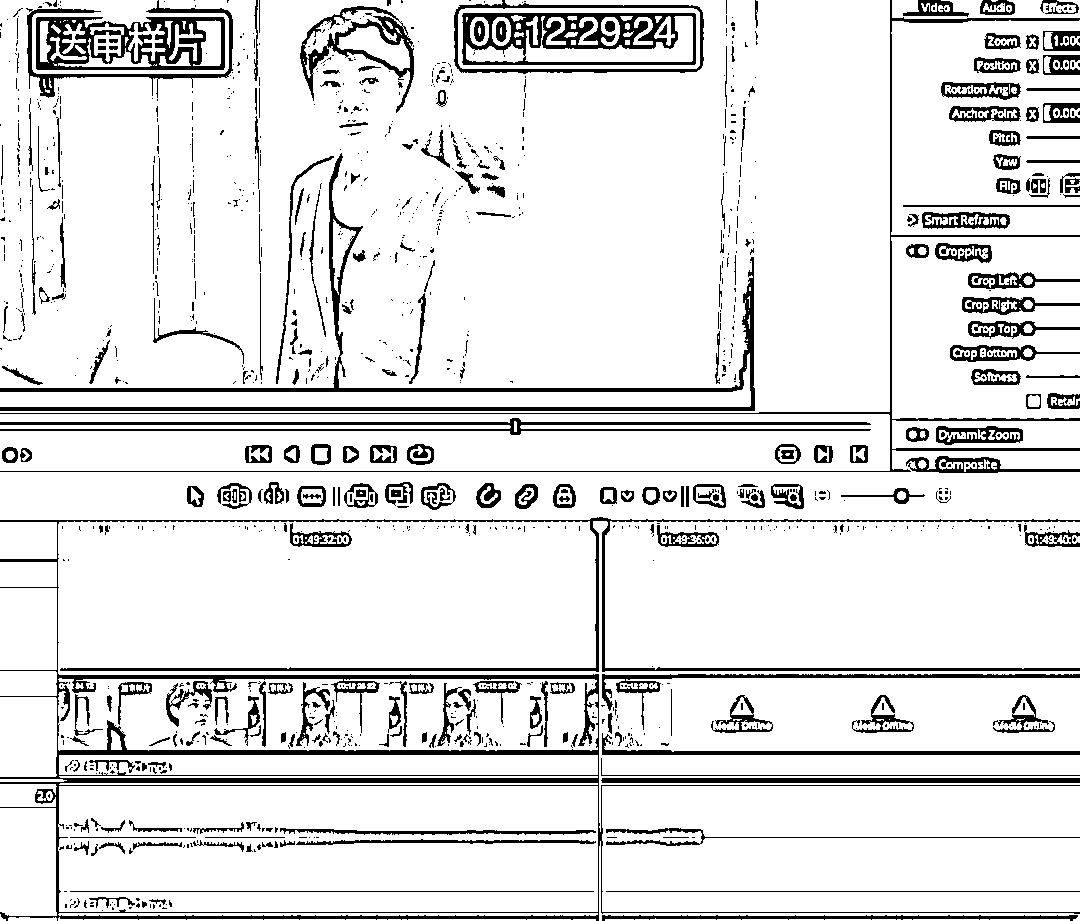 送审样片
00:12:29:24
Video Audio Effects
Zoom X 1.000
Position X 0.000
Rotation Angle
Anchor Point X 0.000
Pitch
Yaw
Flip
Smart Reframe
Cropping
Crop Left
Crop Right
Crop Top
Crop Bottom
Softness
Retain
Dynamic Zoom
Composite
01:49:32:00
01:49:36:00
01:49:40:00
Media Offline
Media Offline
Media Offline
2.0